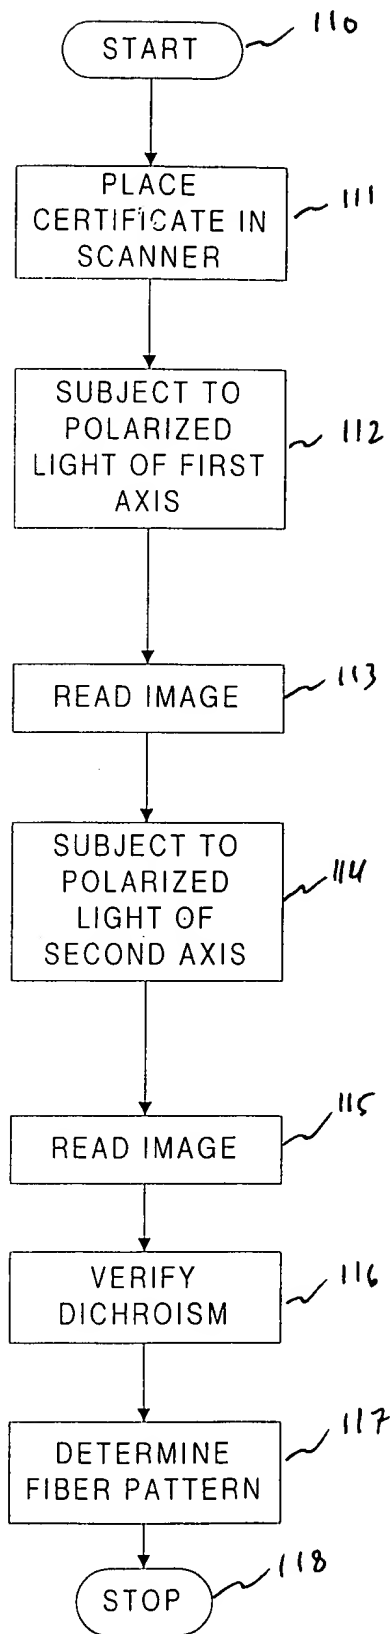 START
110
PLACE
CERTIFICATE IN
SCANNER
111
SUBJECT TO
POLARIZED
LIGHT OF FIRST
AXIS
112
READ IMAGE
113
SUBJECT TO
POLARIZED
LIGHT OF
SECOND AXIS
114
READ IMAGE
115
VERIFY
DICHROISM
116
DETERMINE
FIBER PATTERN
117
STOP
118